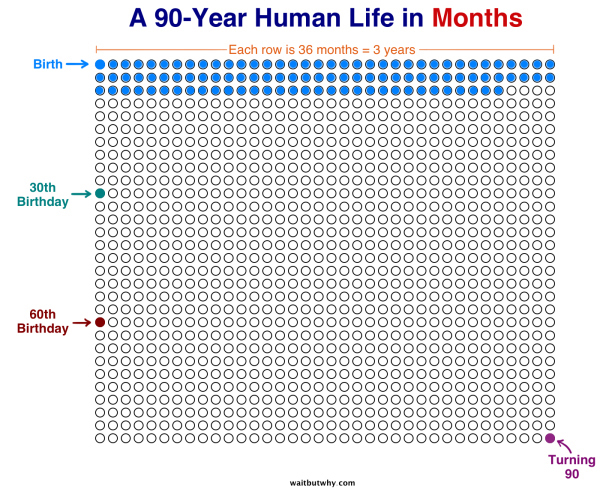 A 90-Year Human Life in Months
Each row is 36 months = 3 years
Birth
30th
Birthday
60th
Birthday
Turning
90
waitbutwhy.com